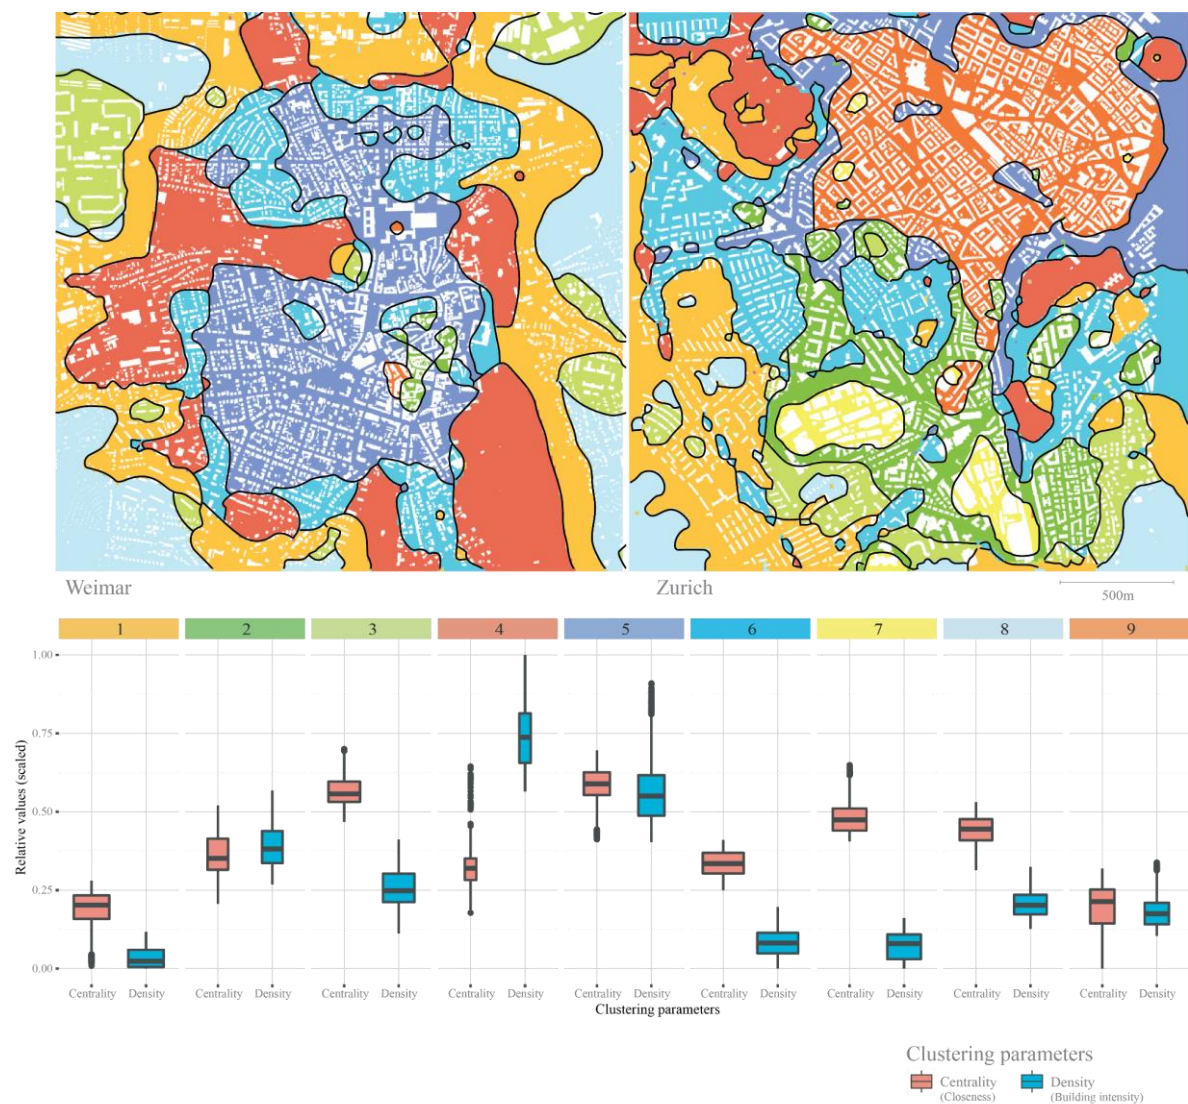 Weimar
Zurich
500m
1 2 3 4 5 6 7 8 9
Relative values (scaled)
1.00
0.75
0.50
0.25
0.00
Centrality Density Centrality Density Centrality Density Centrality Density Centrality Density Centrality Density Centrality Density Centrality Density Centrality Density
Clustering parameters
Clustering parameters
Centrality Density
(Closeness) (Building intensity)